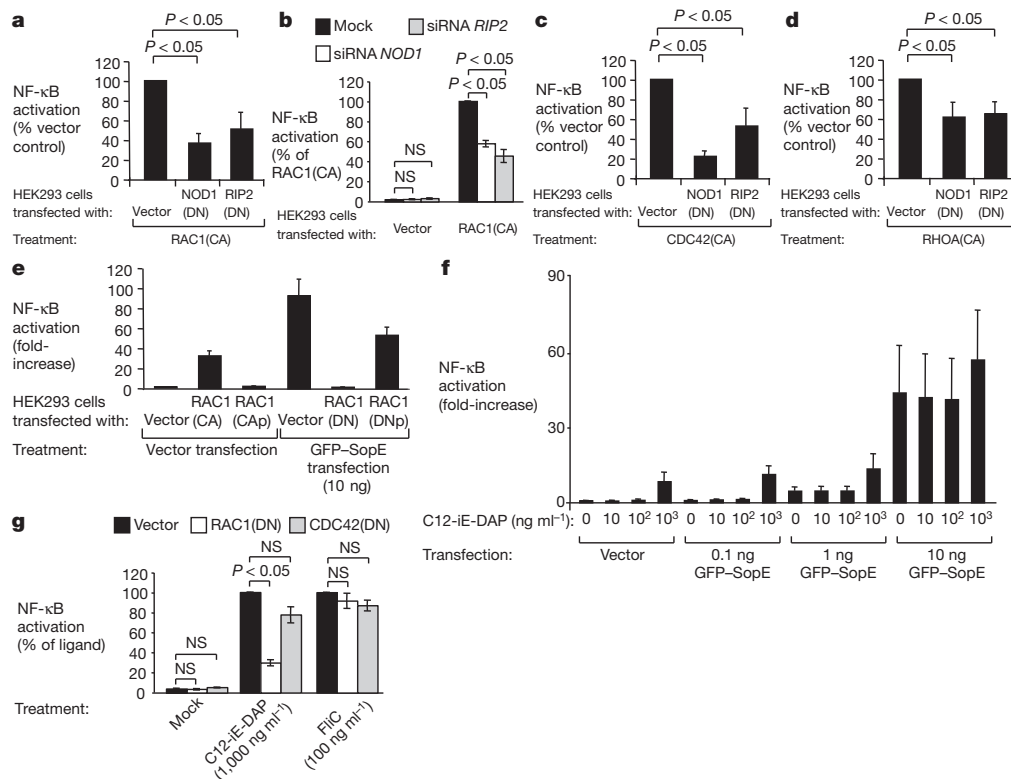 a
P < 0.05
P < 0.05
NF-κB
activation
(% vector
control)
120
100
80
60
40
20
0
HEK293 cells
transfected with:
Vector
NOD1
(DN)
RIP2
(DN)
Treatment:
RAC1(CA)
b
Mock
siRNA RIP2
siRNA NOD1
P < 0.05
P < 0.05
NF-κB
activation
(% of
RAC1(CA)
120
100
80
60
40
20
0
NS
NS
HEK293 cells
transfected with:
Vector
RAC1(CA)
c
P < 0.05
P < 0.05
NF-κB
activation
(% vector
control)
120
100
80
60
40
20
0
HEK293 cells
transfected with:
Vector
NOD1
(DN)
RIP2
(DN)
Treatment:
CDC42(CA)
d
P < 0.05
P < 0.05
NF-κB
activation
(% vector
control)
120
100
80
60
40
20
0
HEK293 cells
transfected with:
Vector
NOD1
(DN)
RIP2
(DN)
Treatment:
RHOA(CA)
e
NF-κB
activation
(fold-
increase)
120
100
80
60
40
20
0
HEK293 cells
transfected with:
Vector
RAC1
(CA)
RAC1
(CAp)
Vector
RAC1
(DN)
RAC1
(DNp)
Treatment:
Vector transfection
GFP–SopE
transfection
(10 ng)
f
NF-κB
activation
(fold-increase)
90
60
30
0
C12-iE-DAP (ng ml⁻¹):
0 10 10² 10³ 0 10 10² 10³ 0 10 10² 10³ 0 10 10² 10³
Transfection:
Vector
0.1 ng
GFP–SopE
1 ng
GFP–SopE
10 ng
GFP–SopE
g
Vector
RAC1(DN)
CDC42(DN)
NS
P < 0.05
NS
NS
NF-κB
activation
(% of ligand)
120
100
80
60
40
20
0
NS
NS
Treatment:
Mock
C12-iE-DAP
(1,000 ng ml⁻¹)
FliC
(100 ng ml⁻¹)